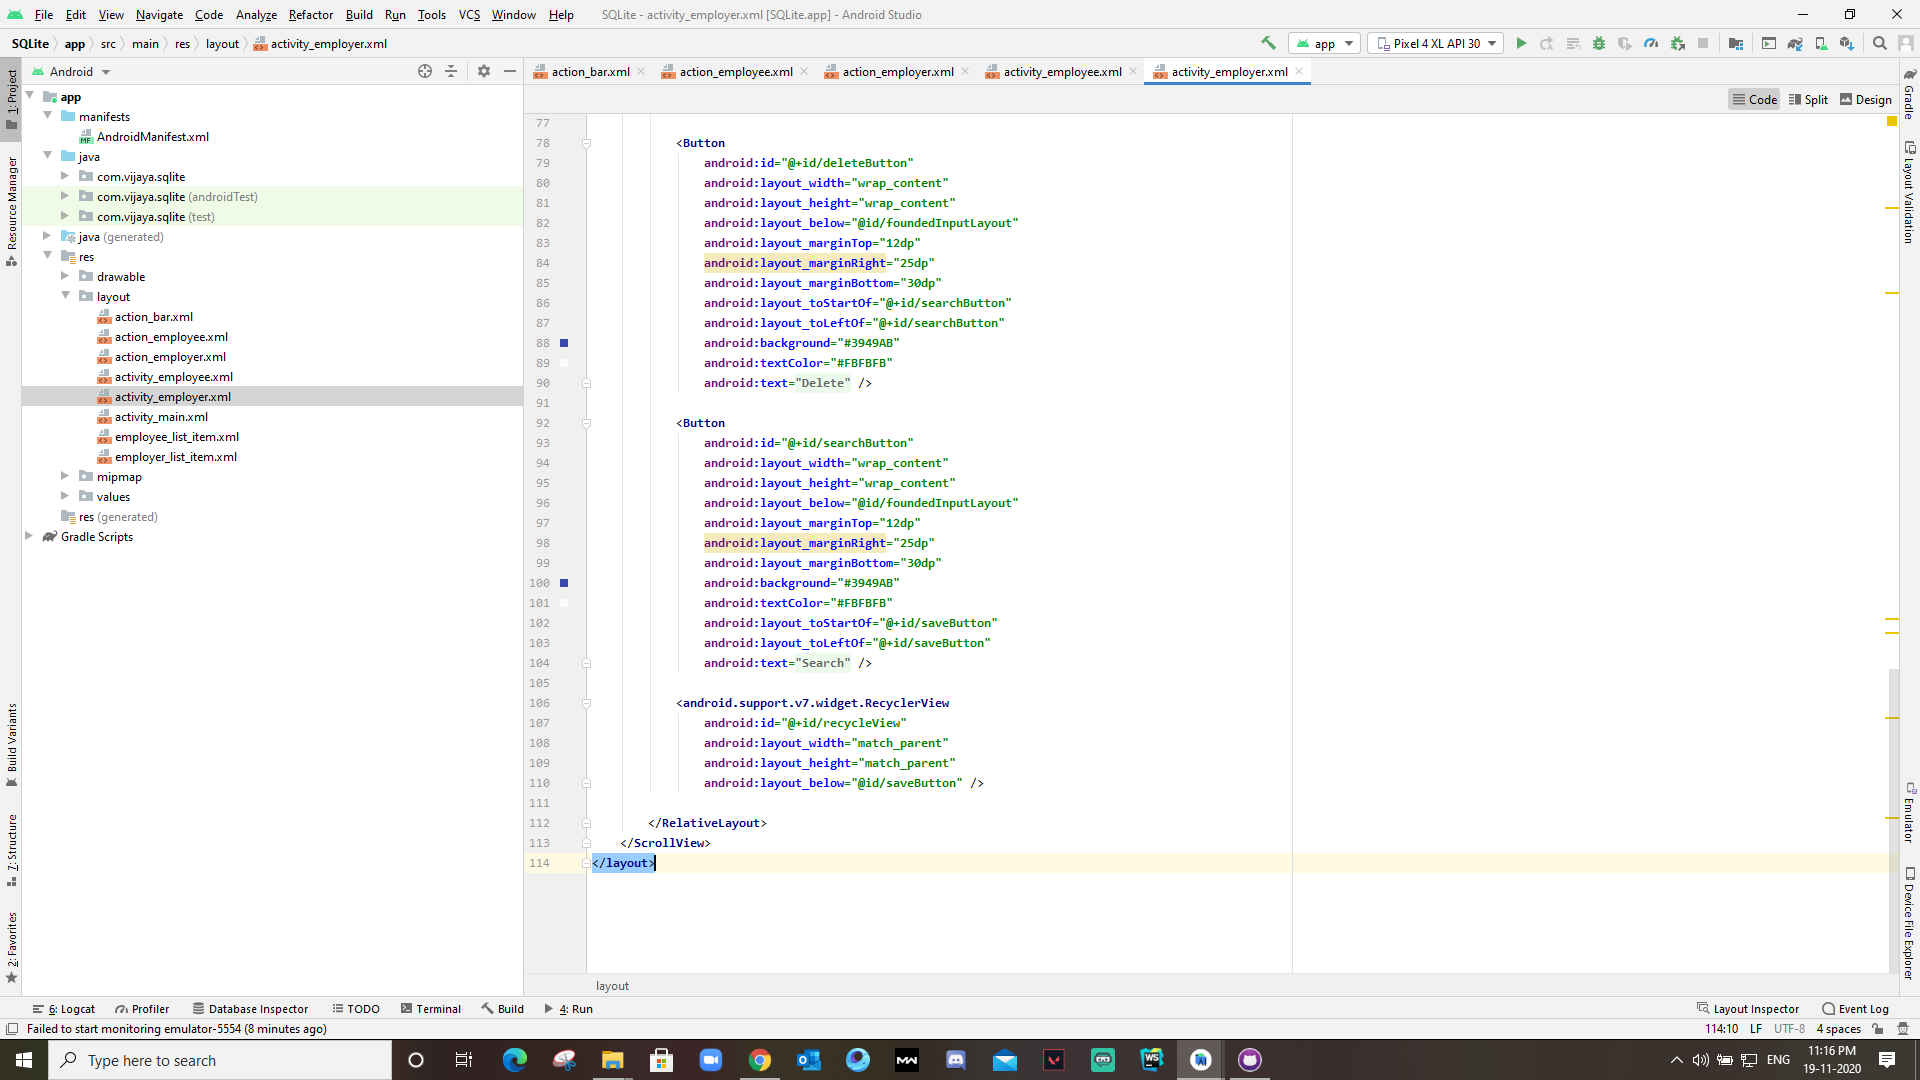 File Edit View Navigate Code Analyze Refactor Build Run Tools VCS Window Help SQLite - activity_employer.xml [SQLite.app] - Android Studio
SQLite app src main res layout activity_employer.xml app Pixel 4 XL API 30
Android
action_bar.xml action_employee.xml action_employer.xml activity_employee.xml activity_employer.xml
Code Split Design
1: Project
Resource Manager
Build Variants
7: Structure
2: Favorites
app
manifests
AndroidManifest.xml
java
com.vijaya.sqlite
com.vijaya.sqlite (androidTest)
com.vijaya.sqlite (test)
java (generated)
res
drawable
layout
action_bar.xml
action_employee.xml
action_employer.xml
activity_employee.xml
activity_employer.xml
activity_main.xml
employee_list_item.xml
employer_list_item.xml
mipmap
values
res (generated)
Gradle Scripts
77
78 <Button
79 android:id="@+id/deleteButton"
80 android:layout_width="wrap_content"
81 android:layout_height="wrap_content"
82 android:layout_below="@id/foundedInputLayout"
83 android:layout_marginTop="12dp"
84 android:layout_marginRight="25dp"
85 android:layout_marginBottom="30dp"
86 android:layout_toStartOf="@+id/searchButton"
87 android:layout_toLeftOf="@+id/searchButton"
88 android:background="#3949AB"
89 android:textColor="#FBFBFB"
90 android:text="Delete" />
91
92 <Button
93 android:id="@+id/searchButton"
94 android:layout_width="wrap_content"
95 android:layout_height="wrap_content"
96 android:layout_below="@id/foundedInputLayout"
97 android:layout_marginTop="12dp"
98 android:layout_marginRight="25dp"
99 android:layout_marginBottom="30dp"
100 android:background="#3949AB"
101 android:textColor="#FBFBFB"
102 android:layout_toStartOf="@+id/saveButton"
103 android:layout_toLeftOf="@+id/saveButton"
104 android:text="Search" />
105
106 <android.support.v7.widget.RecyclerView
107 android:id="@+id/recycleView"
108 android:layout_width="match_parent"
109 android:layout_height="match_parent"
110 android:layout_below="@id/saveButton" />
111
112 </RelativeLayout>
113 </ScrollView>
114 </layout>
layout
Gradle
Layout Validation
Emulator
Device File Explorer
6: Logcat Profiler Database Inspector TODO Terminal Build 4: Run Layout Inspector Event Log
Failed to start monitoring emulator-5554 (8 minutes ago) 114:10 LF UTF-8 4 spaces
Type here to search
WS
ENG
11:16 PM
19-11-2020